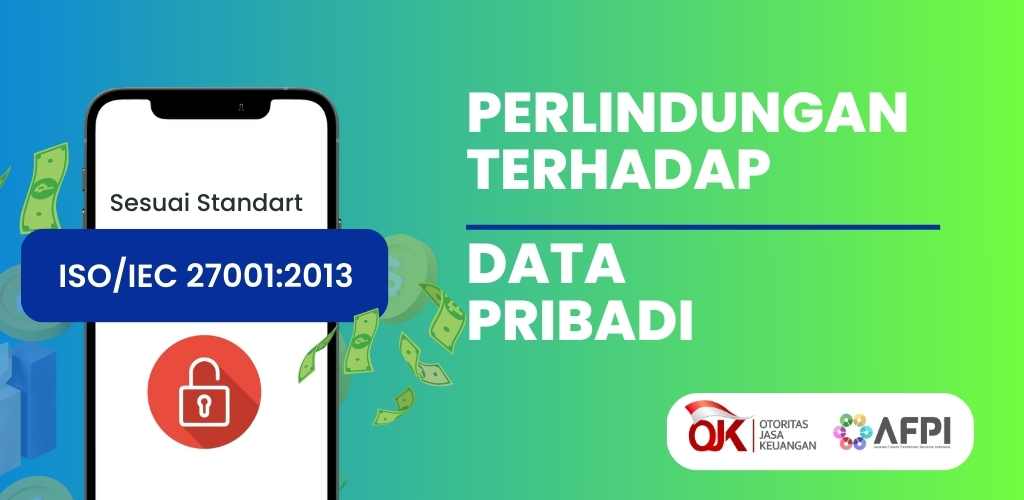 Sesuai Standart
ISO/IEC 27001:2013
PERLINDUNGAN
TERHADAP
DATA
PRIBADI
OJK
OTORITAS
JASA
KEUANGAN
AFPI